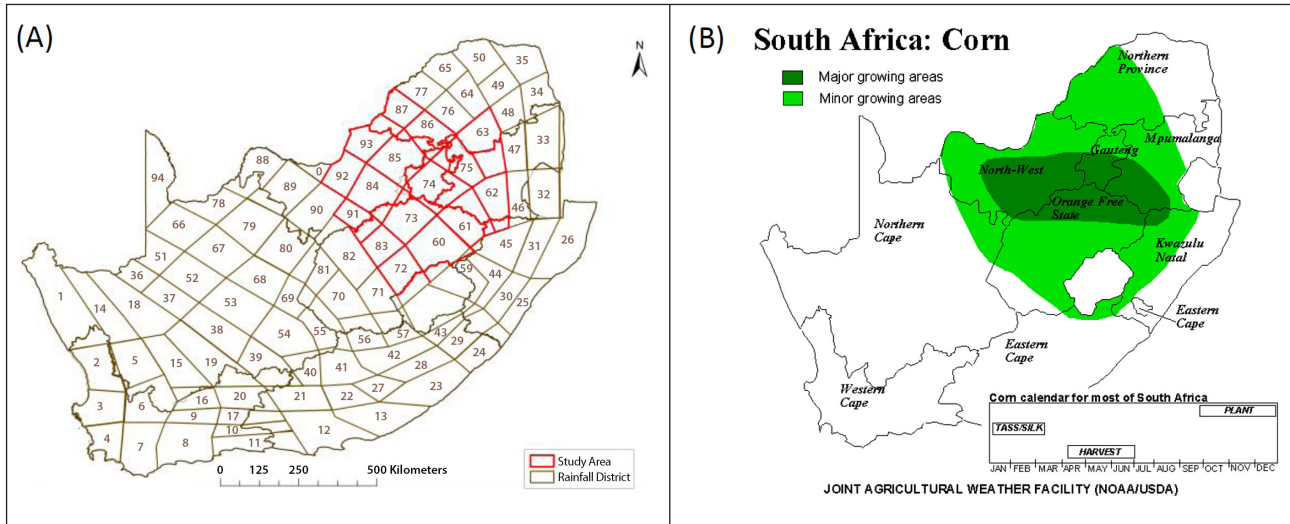 (A)
N
50
35
65
77
64
49
34
87
76
48
86
63
33
93
47
88
85
75
94
0
92
84
74
62
32
89
78
90
91
73
46
66
79
83
61
60
26
80
82
45
31
51
67
59
36
52
81
72
44
68
1
14
18
37
53
69
70
71
30
25
38
54
55
56
57
43
29
24
2
5
15
19
39
40
41
42
28
27
23
3
6
16
20
21
22
9
17
13
4
7
8
10
11
12
0 125 250 500 Kilometers
Study Area
Rainfall District
(B)
South Africa: Corn
Major growing areas
Minor growing areas
Northern
Province
Mpumalanga
Gauteng
North-West
Orange Free
State
Northern
Cape
Kwazulu
Natal
Eastern
Cape
Eastern
Cape
Western
Cape
Corn calendar for most of South Africa
PLANT
TASS/SILK
HARVEST
JAN FEB MAR APR MAY JUN JUL AUG SEP OCT NOV DEC
JOINT AGRICULTURAL WEATHER FACILITY (NOAA/USDA)